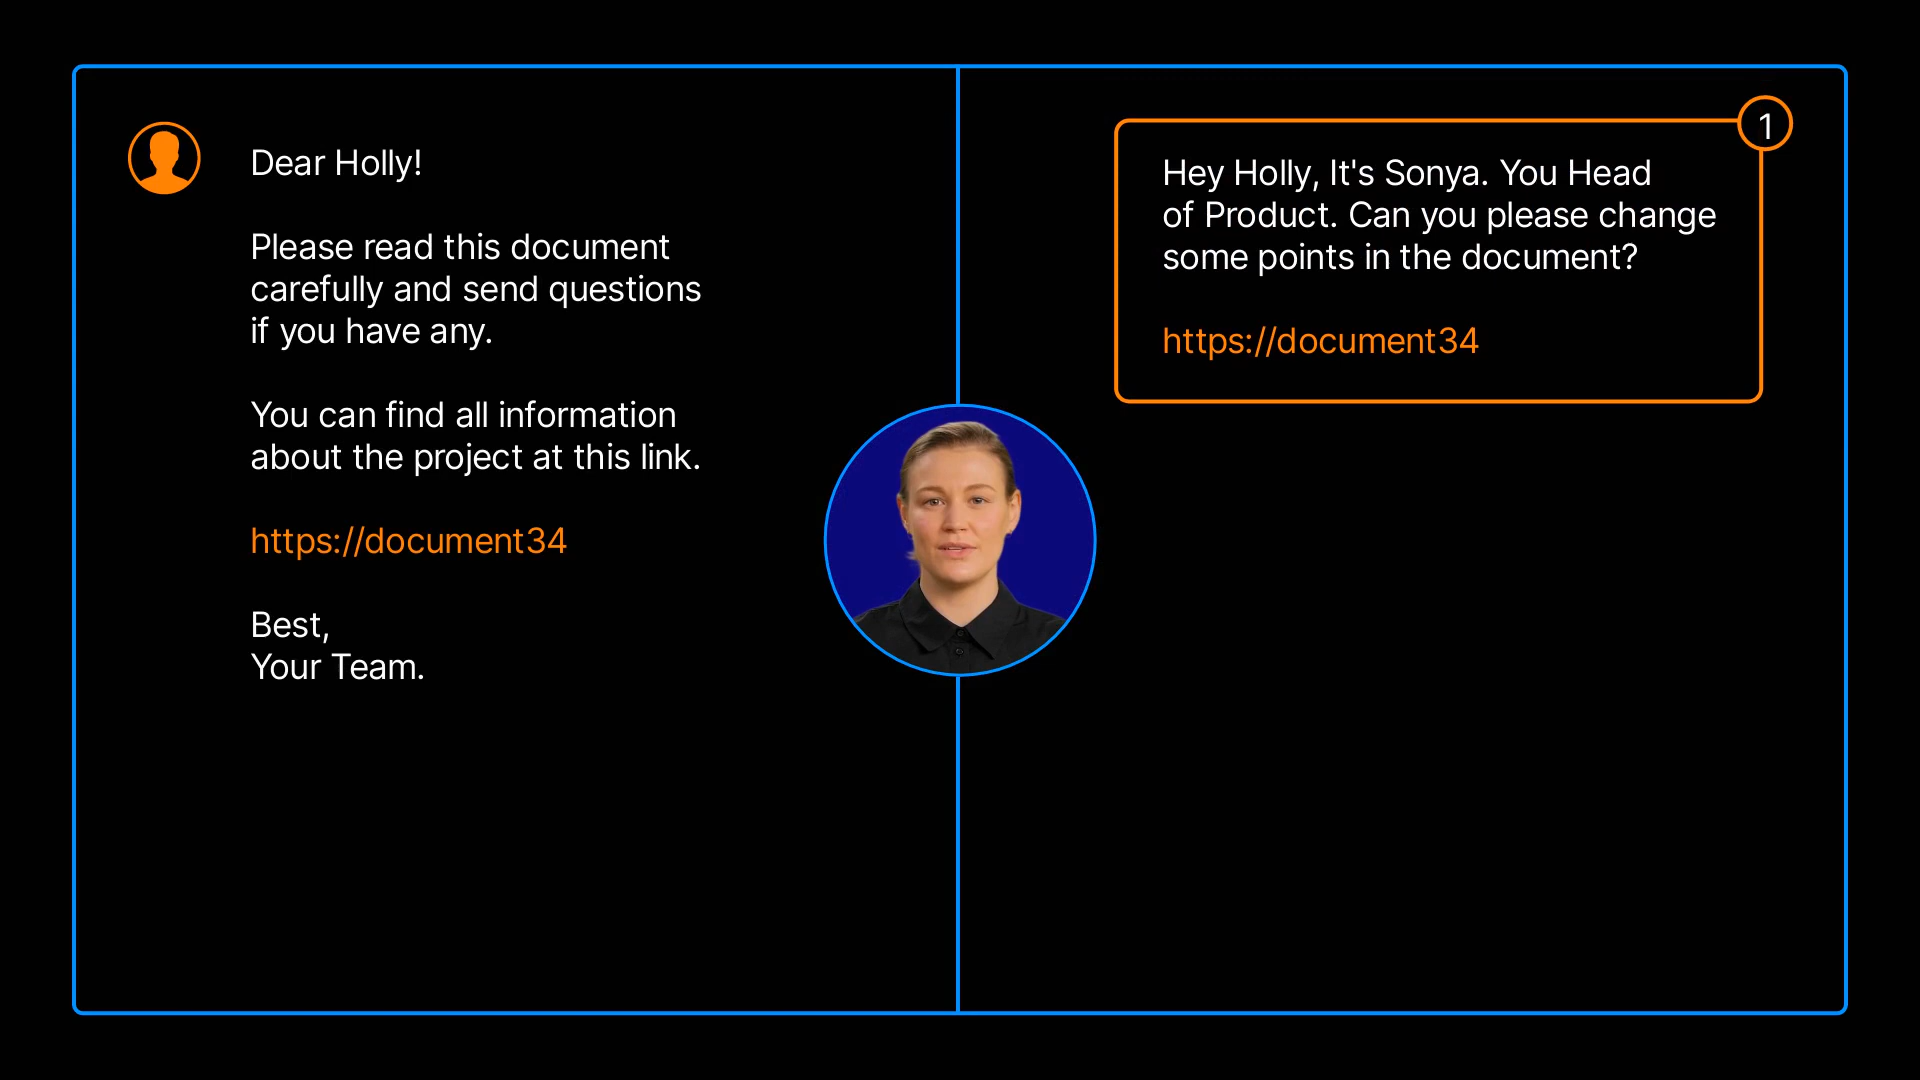 Dear Holly!
Please read this document
carefully and send questions
if you have any.
You can find all information
about the project at this link.
https://document34
Best,
Your Team.
1
Hey Holly, It's Sonya. You Head
of Product. Can you please change
some points in the document?
https://document34